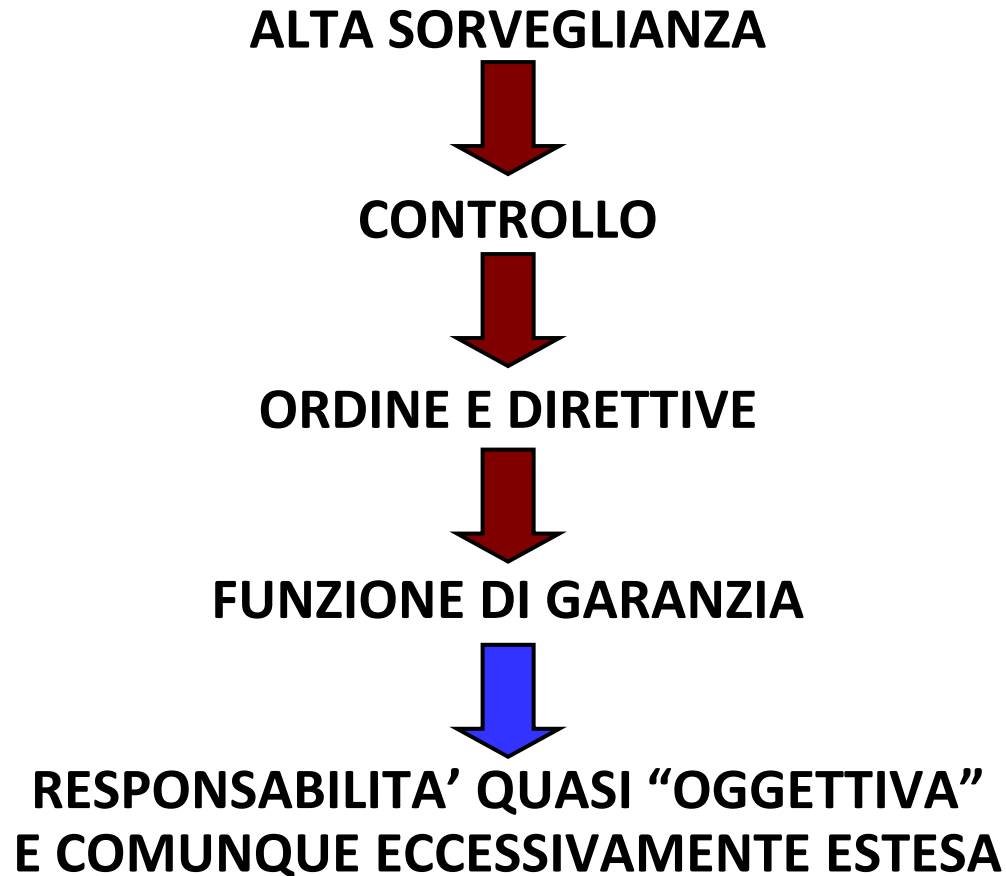 ALTA SORVEGLIANZA
CONTROLLO
ORDINE E DIRETTIVE
FUNZIONE DI GARANZIA
RESPONSABILITA’ QUASI “OGGETTIVA”
E COMUNQUE ECCESSIVAMENTE ESTESA